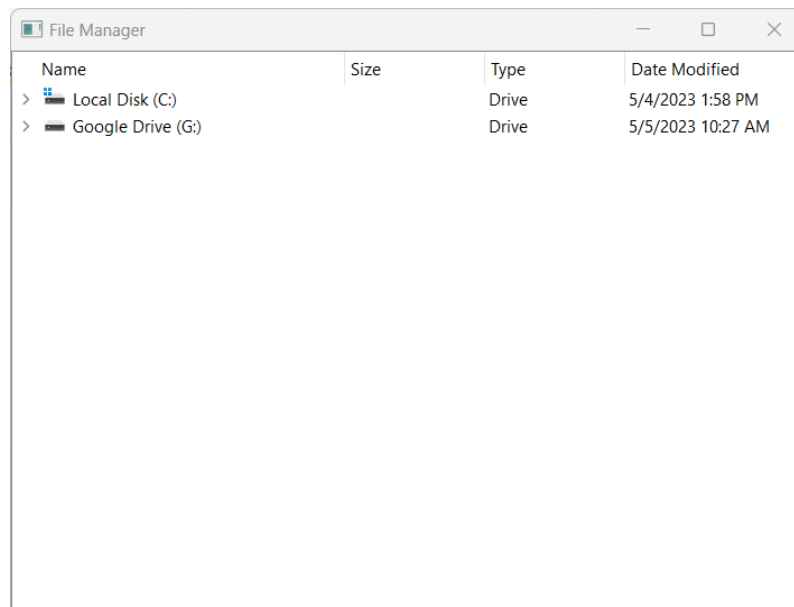 File Manager
Name Size Type Date Modified
Local Disk (C:) Drive 5/4/2023 1:58 PM
Google Drive (G:) Drive 5/5/2023 10:27 AM